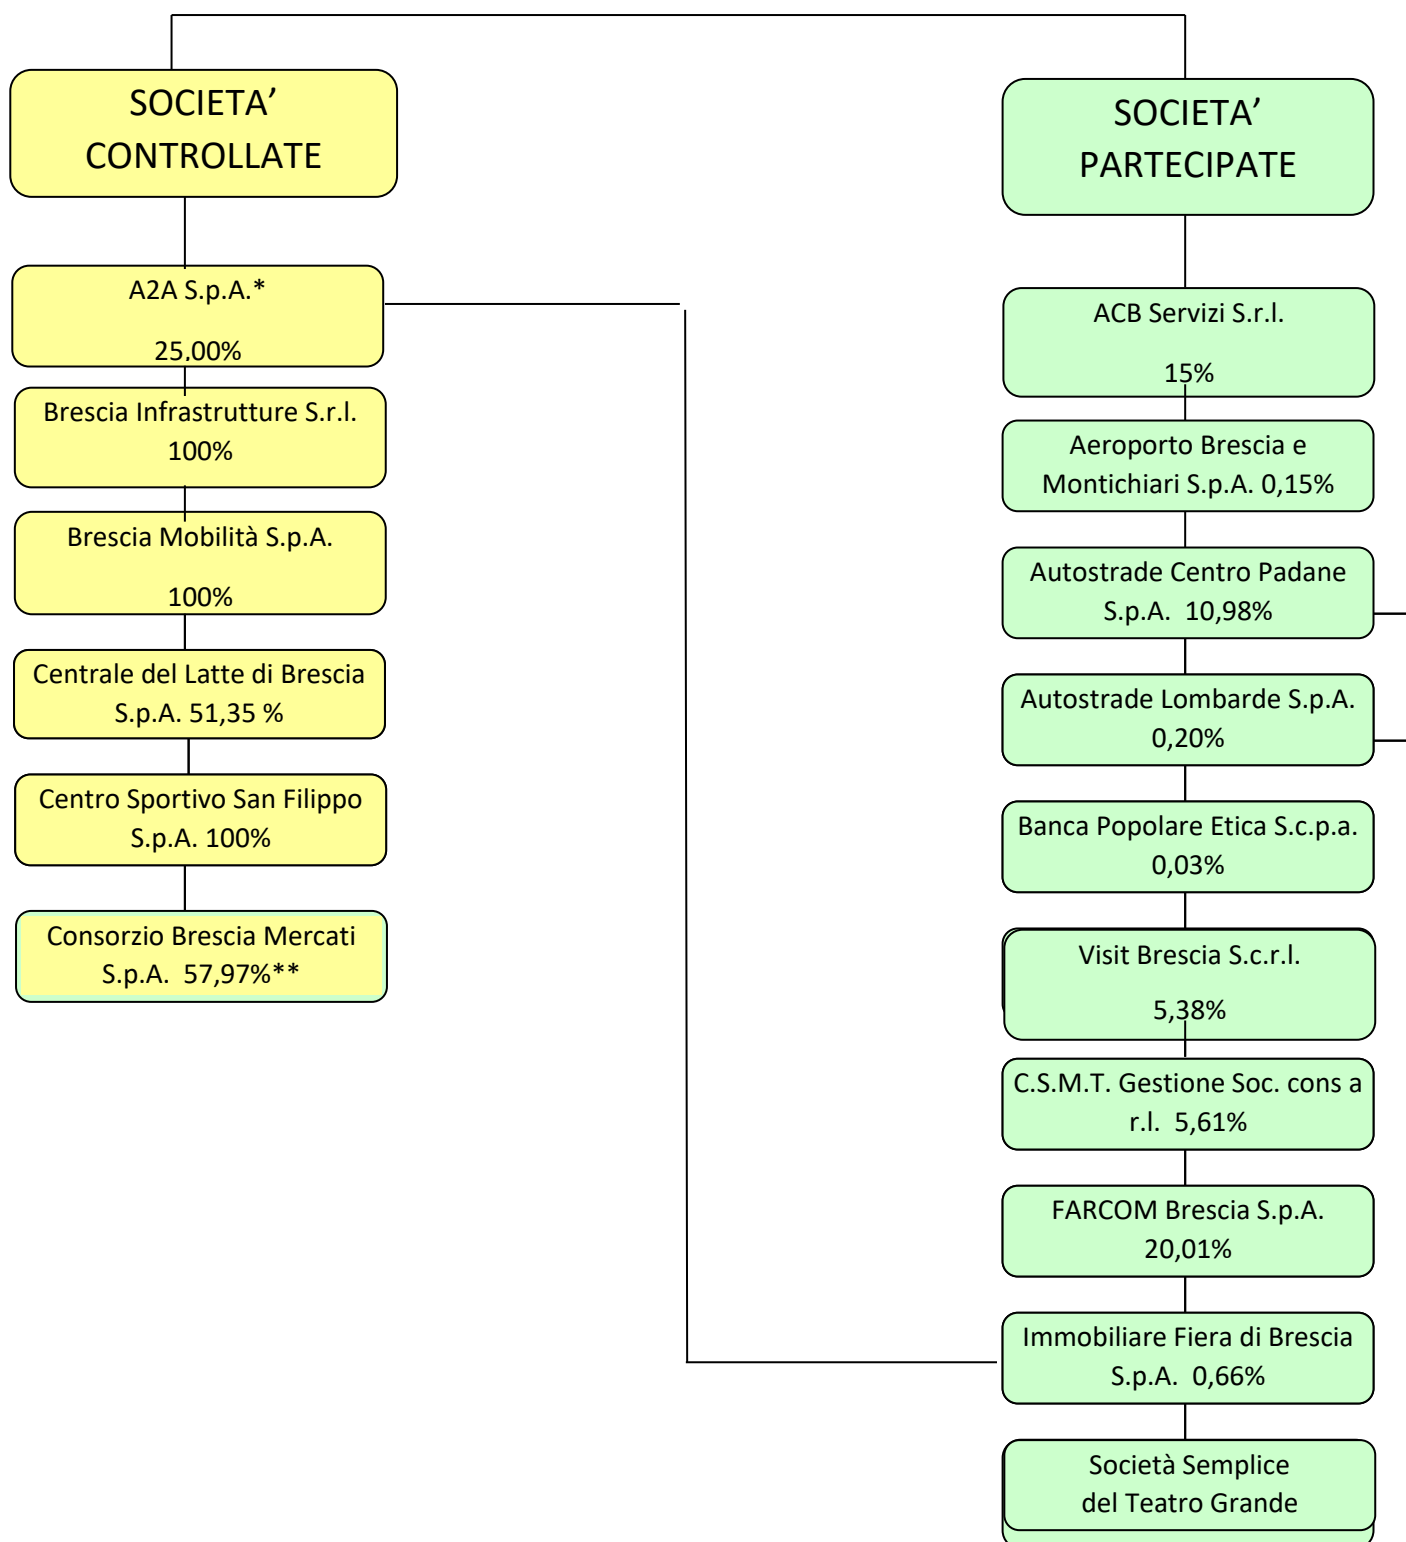 SOCIETA’
CONTROLLATE
A2A S.p.A.*
25,00%
Brescia Infrastrutture S.r.l.
100%
Brescia Mobilità S.p.A.
100%
Centrale del Latte di Brescia
S.p.A. 51,35 %
Centro Sportivo San Filippo
S.p.A. 100%
Consorzio Brescia Mercati
S.p.A. 57,97%**
SOCIETA’
PARTECIPATE
ACB Servizi S.r.l.
15%
Aeroporto Brescia e
Montichiari S.p.A. 0,15%
Autostrade Centro Padane
S.p.A. 10,98%
Autostrade Lombarde S.p.A.
0,20%
Banca Popolare Etica S.c.p.a.
0,03%
Visit Brescia S.c.r.l.
5,38%
C.S.M.T. Gestione Soc. cons a
r.l. 5,61%
FARCOM Brescia S.p.A.
20,01%
Immobiliare Fiera di Brescia
S.p.A. 0,66%
Società Semplice
del Teatro Grande